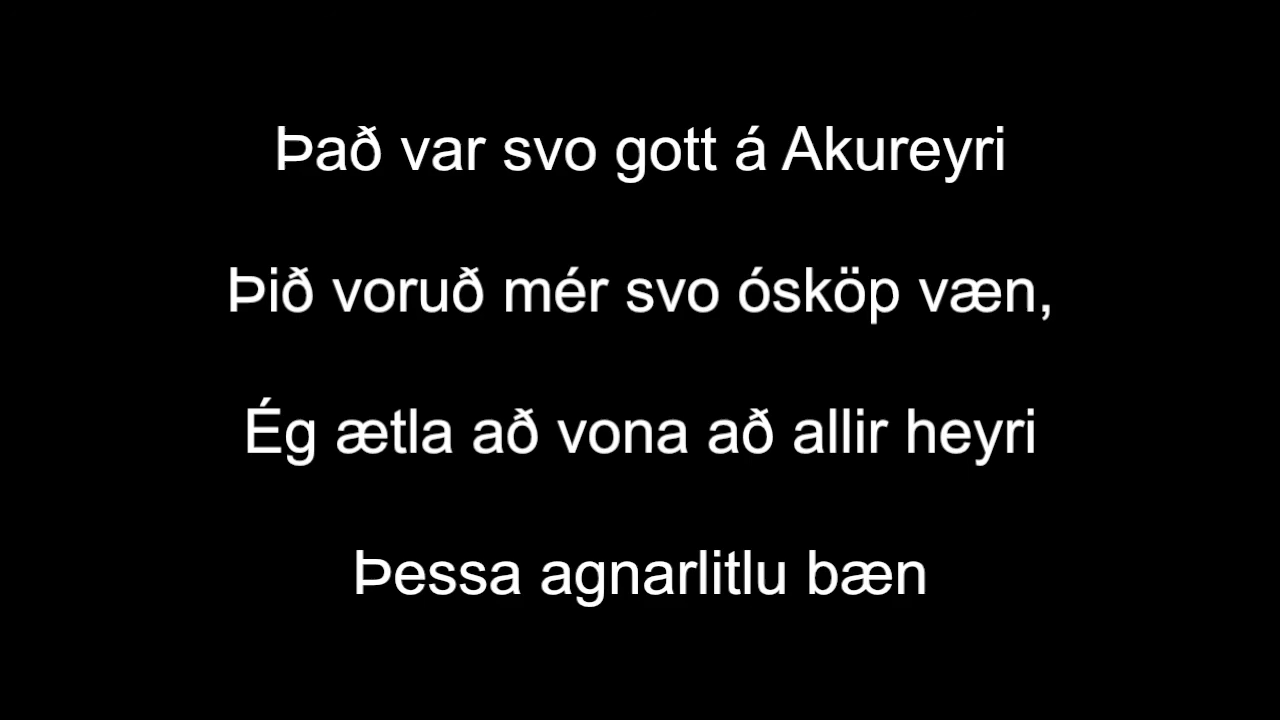 Það var svo gott á Akureyri
Þið voruð mér svo ósköp væn,
Ég ætla að vona að allir heyri
Þessa agnarlitlu bæn